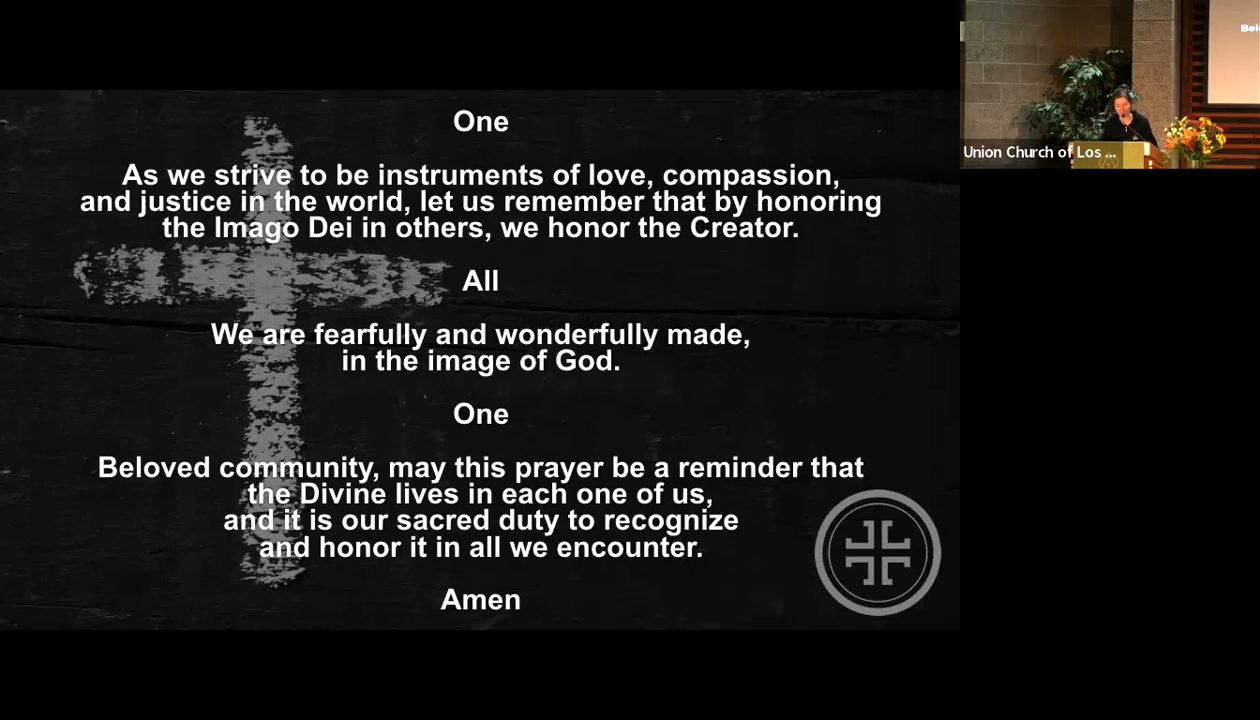 One
As we strive to be instruments of love, compassion,
and justice in the world, let us remember that by honoring
the Imago Dei in others, we honor the Creator.
All
We are fearfully and wonderfully made,
in the image of God.
One
Beloved community, may this prayer be a reminder that
the Divine lives in each one of us,
and it is our sacred duty to recognize
and honor it in all we encounter.
Amen
Union Church of Los ...